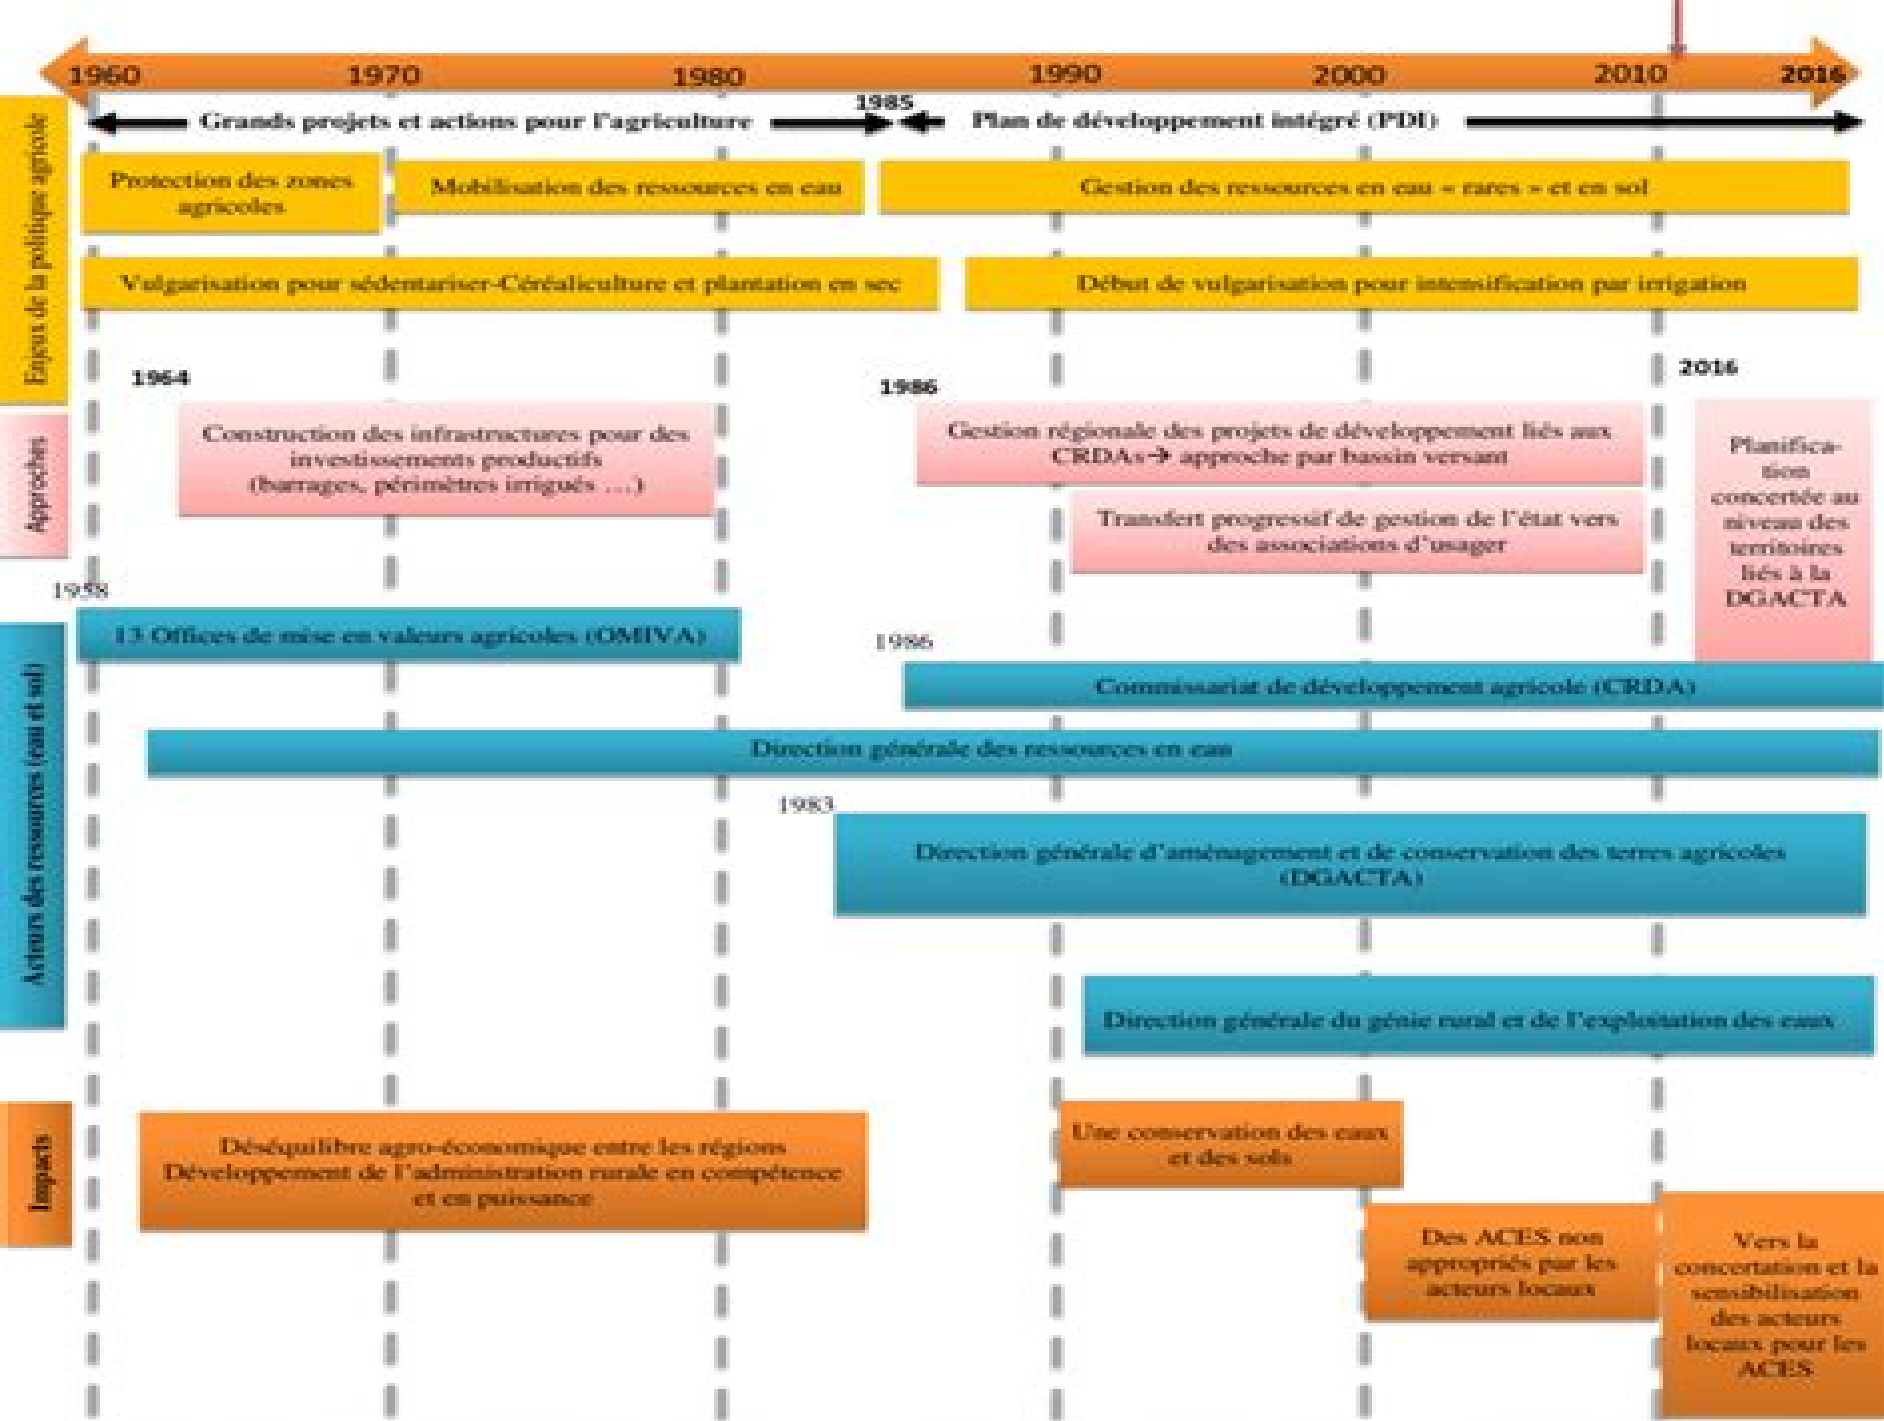 1960 1970 1980 1990 2000 2010 2016
1985
Grands projets et actions pour l'agriculture
Plan de développement intégré (PDI)
Enjeux de la politique agricole
Protection des zones
agricoles
Mobilisation des ressources en eau
Gestion des ressources en eau « rares » et en sol
Vulgarisation pour sédentariser-Céréaliculture et plantation en sec
Début de vulgarisation pour intensification par irrigation
Approches
1964
Construction des infrastructures pour des
investissements productifs
(barrages, périmètres irrigués …)
1986
Gestion régionale des projets de développement liés aux
CRDAs→ approche par bassin versant
Transfert progressif de gestion de l'état vers
des associations d'usager
2016
Planifica-
tion
concertée au
niveau des
territoires
liés à la
DGACTA
Acteurs des ressources (eau et sol)
1958
13 Offices de mise en valeurs agricoles (OMIVA)
1986
Commissariat de développement agricole (CRDA)
Direction générale des ressources en eau
1983
Direction générale d'aménagement et de conservation des terres agricoles
(DGACTA)
Direction générale du génie rural et de l'exploitation des eaux
Impacts
Déséquilibre agro-économique entre les régions
Développement de l'administration rurale en compétence
et en puissance
Une conservation des eaux
et des sols
Des ACES non
appropriés par les
acteurs locaux
Vers la
concertation et la
sensibilisation
des acteurs
locaux pour les
ACES